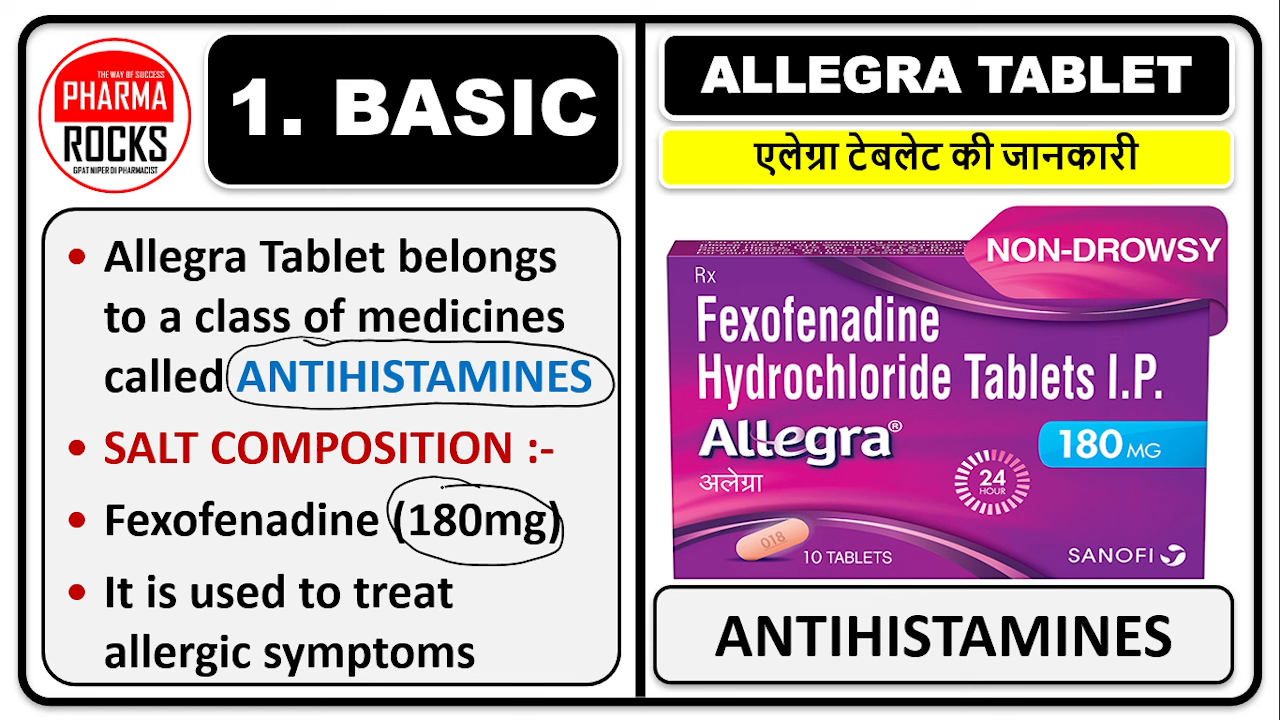 THE WAY OF SUCCESS
PHARMA
ROCKS
GPAT NIPER DI PHARMACIST
1. BASIC
• Allegra Tablet belongs
to a class of medicines
called ANTIHISTAMINES
• SALT COMPOSITION :-
• Fexofenadine (180mg)
• It is used to treat
allergic symptoms
ALLEGRA TABLET
एलेग्रा टेबलेट की जानकारी
NON-DROWSY
Rx
Fexofenadine
Hydrochloride Tablets I.P.
Allegra®
180 MG
अलेग्रा
24
HOUR
018
10 TABLETS
SANOFI
ANTIHISTAMINES